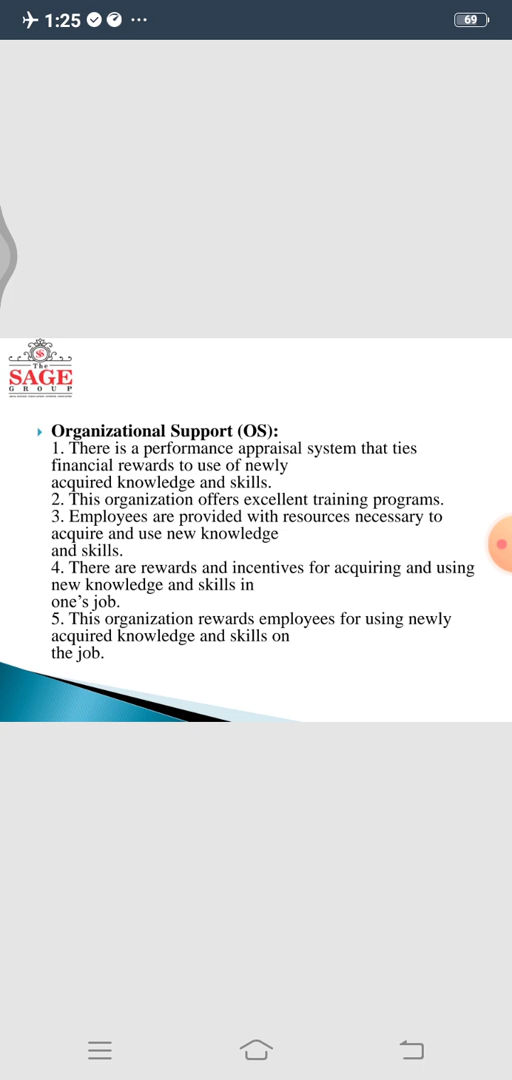 1:25
69
The
SAGE
GROUP
Organizational Support (OS):
1. There is a performance appraisal system that ties
financial rewards to use of newly
acquired knowledge and skills.
2. This organization offers excellent training programs.
3. Employees are provided with resources necessary to
acquire and use new knowledge
and skills.
4. There are rewards and incentives for acquiring and using
new knowledge and skills in
one’s job.
5. This organization rewards employees for using newly
acquired knowledge and skills on
the job.